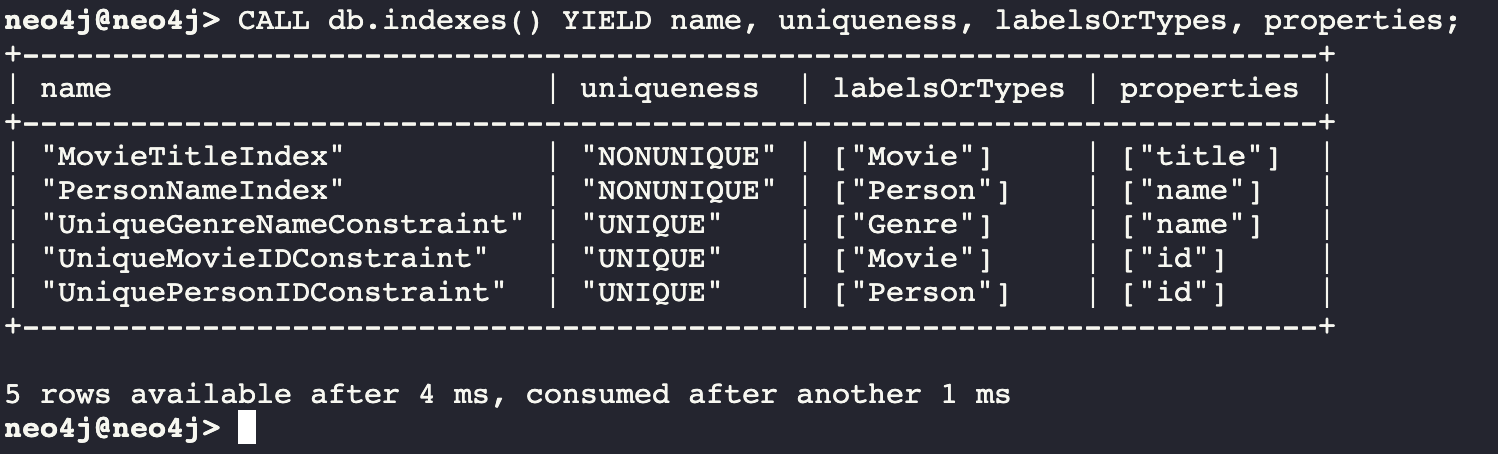 neo4j@neo4j> CALL db.indexes() YIELD name, uniqueness, labelsOrTypes, properties;
+------------------------------------------------------------------------------------+
| name                           | uniqueness  | labelsOrTypes | properties |
+------------------------------------------------------------------------------------+
| "MovieTitleIndex"              | "NONUNIQUE" | ["Movie"]     | ["title"]  |
| "PersonNameIndex"              | "NONUNIQUE" | ["Person"]    | ["name"]   |
| "UniqueGenreNameConstraint" | "UNIQUE"    | ["Genre"]     | ["name"]   |
| "UniqueMovieIDConstraint"   | "UNIQUE"    | ["Movie"]     | ["id"]     |
| "UniquePersonIDConstraint"  | "UNIQUE"    | ["Person"]    | ["id"]     |
+------------------------------------------------------------------------------------+
5 rows available after 4 ms, consumed after another 1 ms
neo4j@neo4j>